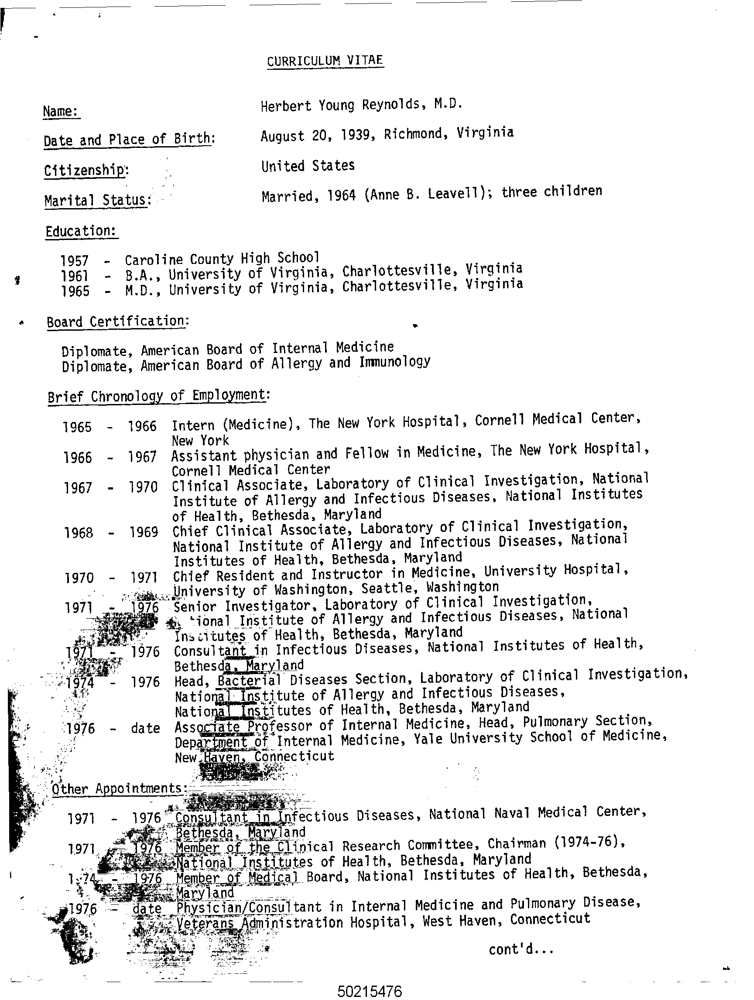 CURRICULUM VITAE
Name: Herbert Young Reynolds, M.D.
Date and Place of Birth: August 20, 1939, Richmond, Virginia
Citizenship: United States
Marital Status: Married, 1964 (Anne B. Leavell); three children
Education:
1957 - Caroline County High School
1961 - B.A., University of Virginia, Charlottesville, Virginia
1965 - M.D., University of Virginia, Charlottesville, Virginia
Board Certification:
Diplomate, American Board of Internal Medicine
Diplomate, American Board of Allergy and Immunology
Brief Chronology of Employment:
1965 - 1966 Intern (Medicine), The New York Hospital, Cornell Medical Center,
New York
1966 - 1967 Assistant physician and Fellow in Medicine, The New York Hospital,
Cornell Medical Center
1967 - 1970 Clinical Associate, Laboratory of Clinical Investigation, National
Institute of Allergy and Infectious Diseases, National Institutes
of Health, Bethesda, Maryland
1968 - 1969 Chief Clinical Associate, Laboratory of Clinical Investigation,
National Institute of Allergy and Infectious Diseases, National
Institutes of Health, Bethesda, Maryland
1970 - 1971 Chief Resident and Instructor in Medicine, University Hospital,
University of Washington, Seattle, Washington
1971 - 1976 Senior Investigator, Laboratory of Clinical Investigation,
National Institute of Allergy and Infectious Diseases, National
Institutes of Health, Bethesda, Maryland
1971 - 1976 Consultant in Infectious Diseases, National Institutes of Health,
Bethesda, Maryland
1974 - 1976 Head, Bacterial Diseases Section, Laboratory of Clinical Investigation,
National Institute of Allergy and Infectious Diseases,
National Institutes of Health, Bethesda, Maryland
1976 - date Associate Professor of Internal Medicine, Head, Pulmonary Section,
Department of Internal Medicine, Yale University School of Medicine,
New Haven, Connecticut
Other Appointments:
1971 - 1976 Consultant in Infectious Diseases, National Naval Medical Center,
Bethesda, Maryland
1971 - 1976 Member of the Clinical Research Committee, Chairman (1974-76),
National Institutes of Health, Bethesda, Maryland
1974 - 1976 Member of Medical Board, National Institutes of Health, Bethesda,
Maryland
1976 - date Physician/Consultant in Internal Medicine and Pulmonary Disease,
Veterans Administration Hospital, West Haven, Connecticut
cont'd...
50215476